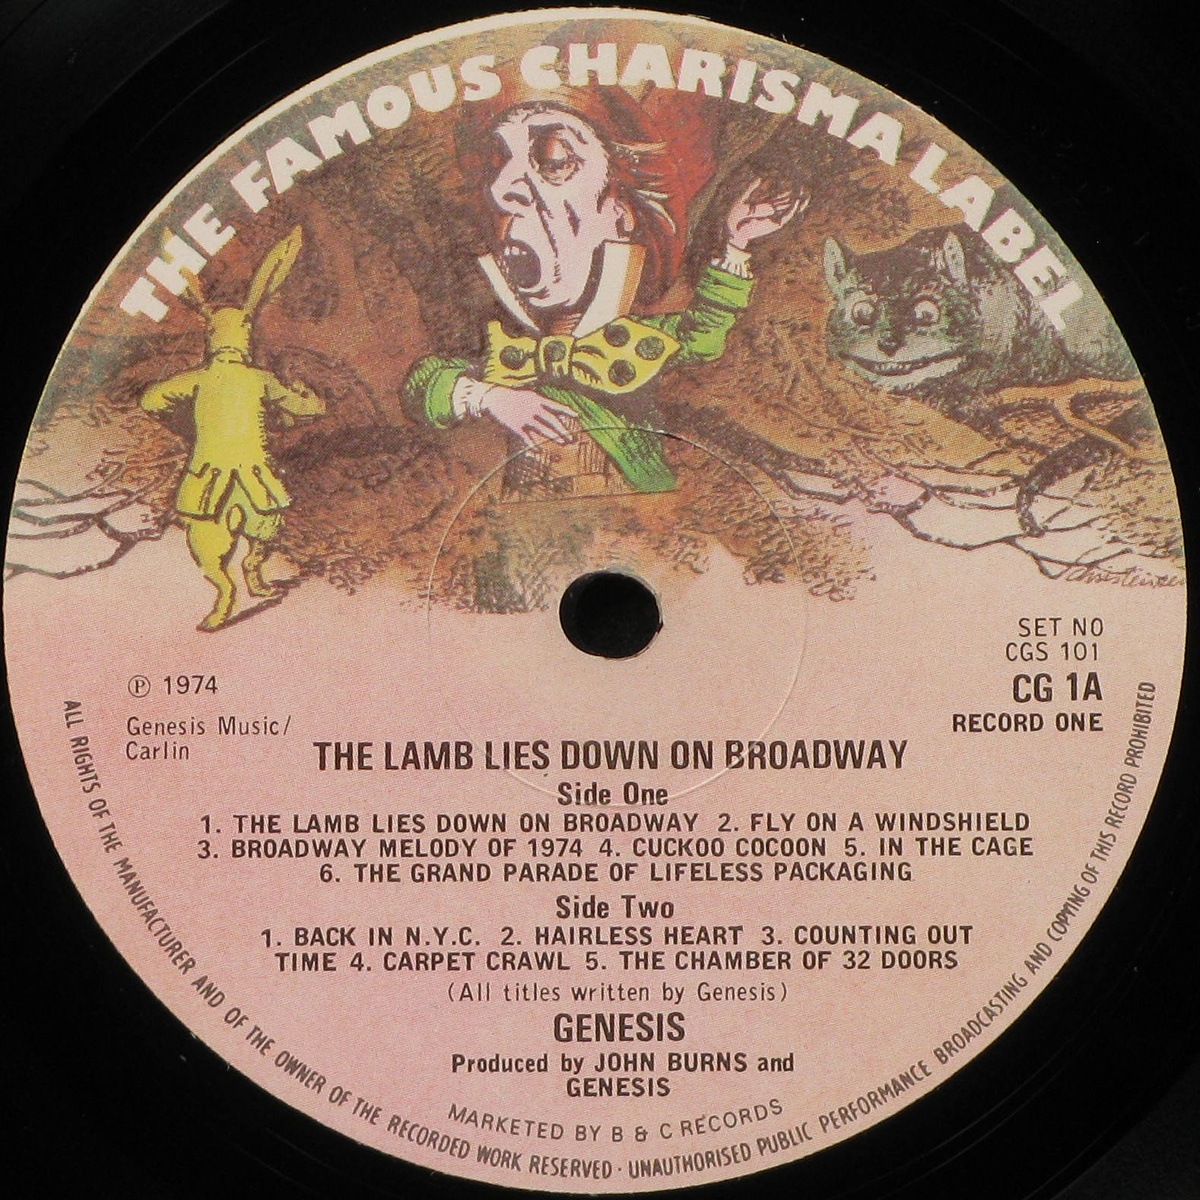 THE FAMOUS CHARISMA LABEL
Christensen
SET NO
CGS 101
CG 1A
RECORD ONE
℗ 1974
Genesis Music/
Carlin
THE LAMB LIES DOWN ON BROADWAY
Side One
1. THE LAMB LIES DOWN ON BROADWAY 2. FLY ON A WINDSHIELD
3. BROADWAY MELODY OF 1974 4. CUCKOO COCOON 5. IN THE CAGE
6. THE GRAND PARADE OF LIFELESS PACKAGING
Side Two
1. BACK IN N.Y.C. 2. HAIRLESS HEART 3. COUNTING OUT
TIME 4. CARPET CRAWL 5. THE CHAMBER OF 32 DOORS
(All titles written by Genesis)
GENESIS
Produced by JOHN BURNS and
GENESIS
MARKETED BY B & C RECORDS
ALL RIGHTS OF THE MANUFACTURER AND OF THE OWNER OF THE RECORDED WORK RESERVED · UNAUTHORISED PUBLIC PERFORMANCE BROADCASTING AND COPYING OF THIS RECORD PROHIBITED